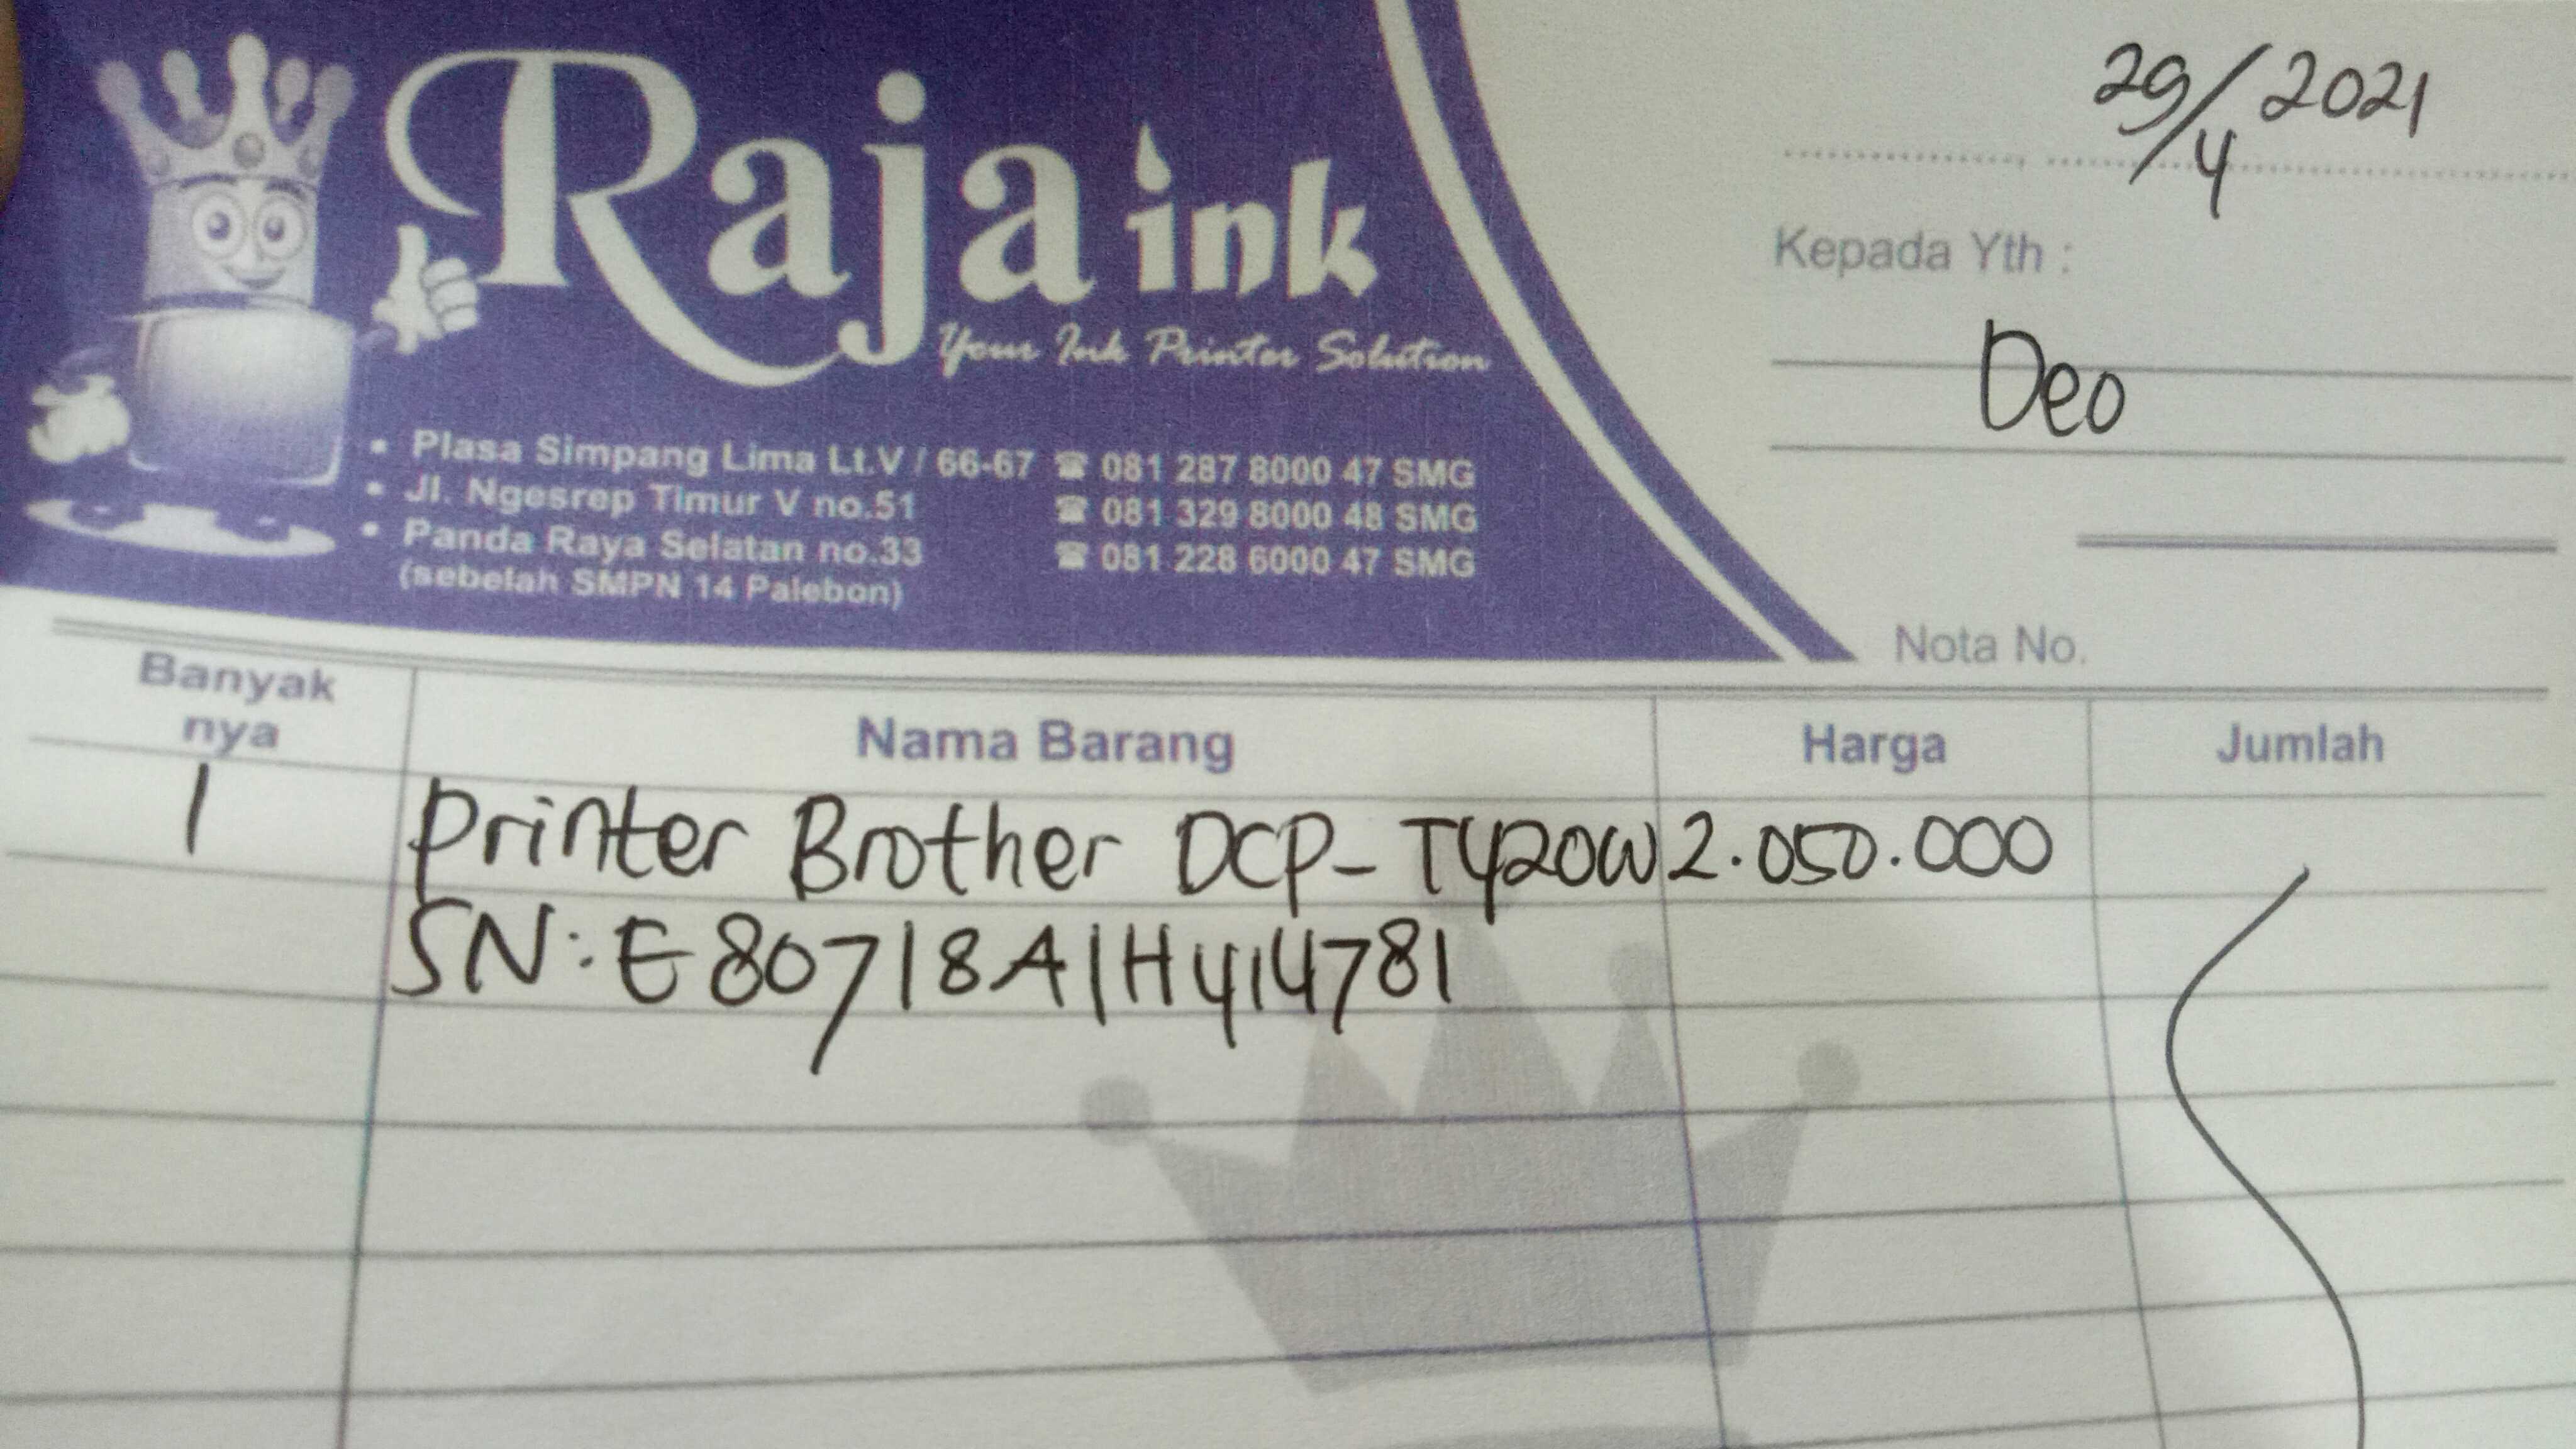 Raja ink
Your Ink Printer Solution
• Plasa Simpang Lima Lt.V / 66-67 ☎ 081 287 8000 47 SMG
• Jl. Ngesrep Timur V no.51 ☎ 081 329 8000 48 SMG
• Panda Raya Selatan no.33 ☎ 081 228 6000 47 SMG
(sebelah SMPN 14 Palebon)
29/4 2021
Kepada Yth :
Deo
Nota No.
Banyak
nya
Nama Barang Harga Jumlah
1 Printer Brother DCP-T420W 2.050.000
SN: E80718A1H414781